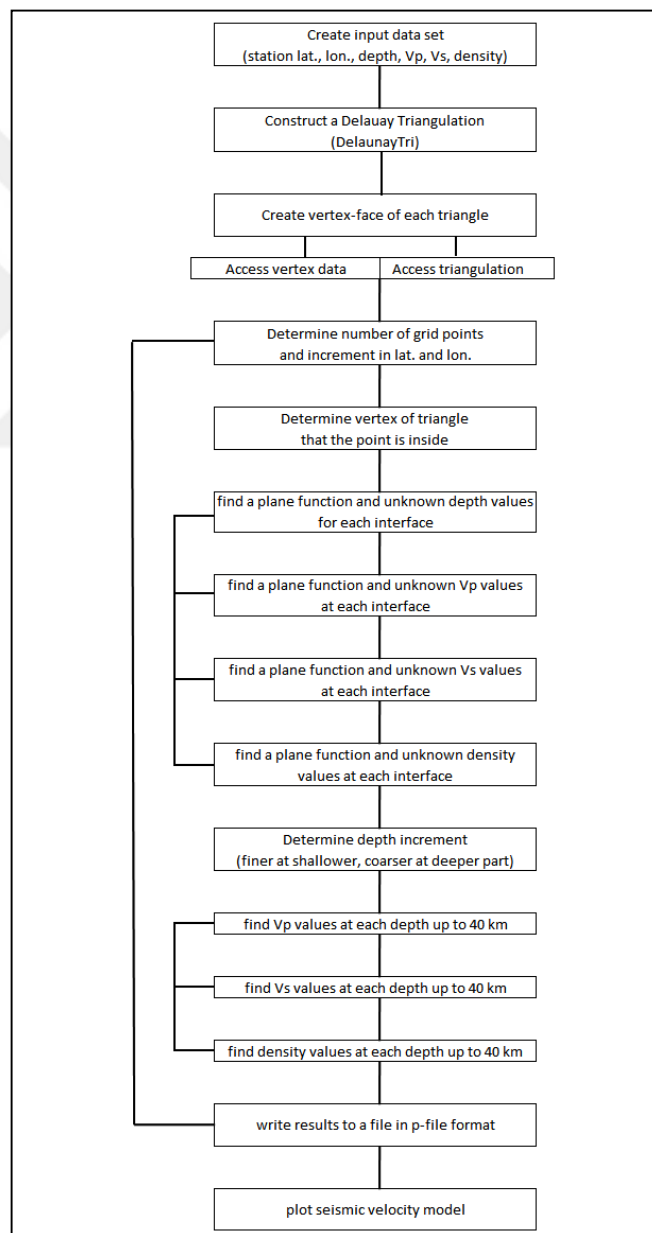 Create input data set
(station lat., lon., depth, Vp, Vs, density)
Construct a Delauay Triangulation
(DelaunayTri)
Create vertex-face of each triangle
Access vertex data
Access triangulation
Determine number of grid points
and increment in lat. and lon.
Determine vertex of triangle
that the point is inside
find a plane function and unknown depth values
for each interface
find a plane function and unknown Vp values
at each interface
find a plane function and unknown Vs values
at each interface
find a plane function and unknown density
values at each interface
Determine depth increment
(finer at shallower, coarser at deeper part)
find Vp values at each depth up to 40 km
find Vs values at each depth up to 40 km
find density values at each depth up to 40 km
write results to a file in p-file format
plot seismic velocity model